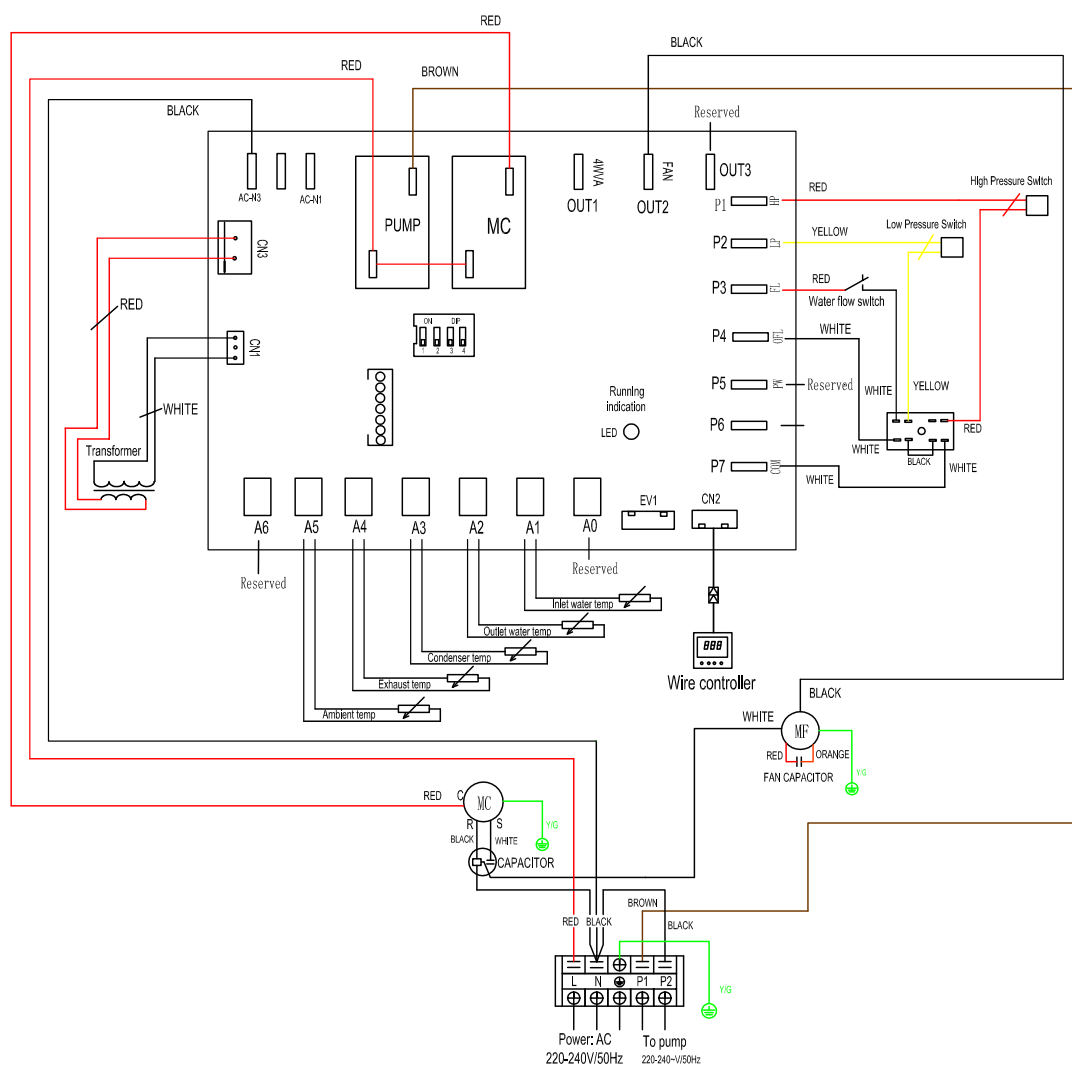 RED
BLACK
RED
BROWN
BLACK
Reserved
AC-N3
AC-N1
PUMP
MC
4WVA
OUT1
FAN
OUT2
OUT3
P1
HP
RED
High Pressure Switch
P2
LP
YELLOW
Low Pressure Switch
CN3
P3
FL
RED
Water flow switch
RED
ON DIP
1 2 3 4
P4
OFL
WHITE
CN1
P5
PW
Reserved
WHITE
YELLOW
Running
indication
LED
WHITE
P6
RED
Transformer
WHITE
BLACK
WHITE
P7
COM
WHITE
EV1
CN2
A6
A5
A4
A3
A2
A1
A0
Reserved
Reserved
Inlet water temp
Outlet water temp
Condenser temp
Exhaust temp
Ambient temp
888
Wire controller
BLACK
WHITE
MF
RED
ORANGE
FAN CAPACITOR
Y/G
RED
C
MC
R
S
Y/G
BLACK
WHITE
CAPACITOR
BROWN
RED
BLACK
BLACK
L
N
P1
P2
Y/G
Power: AC
220-240V/50Hz
To pump
220-240~V/50Hz